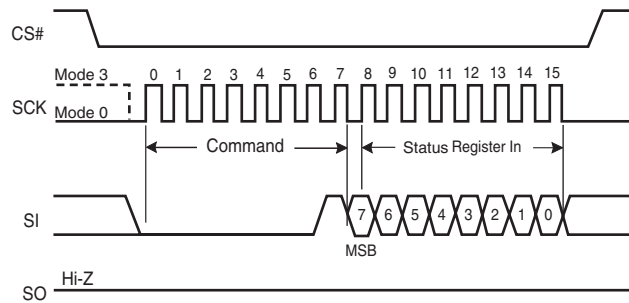 CS#
Mode 3
0 1 2 3 4 5 6 7 8 9 10 11 12 13 14 15
SCK
Mode 0
Command
Status Register In
SI
7 6 5 4 3 2 1 0
MSB
Hi-Z
SO